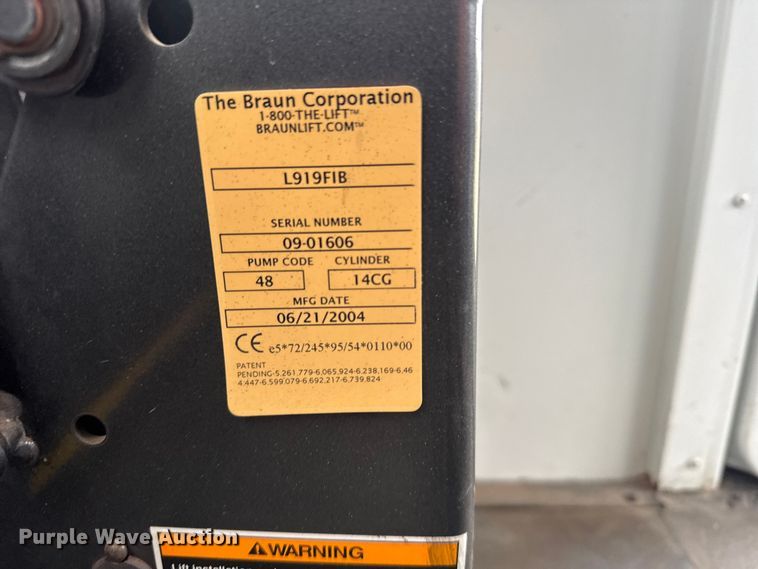 The Braun Corporation
1-800-THE-LIFT™
BRAUNLIFT.COM™
L919FIB
SERIAL NUMBER
09-01606
PUMP CODE CYLINDER
48 14CG
MFG DATE
06/21/2004
CE e5*72/245*95/54*0110*00
PATENT
PENDING-5.261.779-6.065.924-6.238.169-6.46
4.447-6.599.079-6.692.217-6.739.824
WARNING
Lift installation
Purple Wave Auction